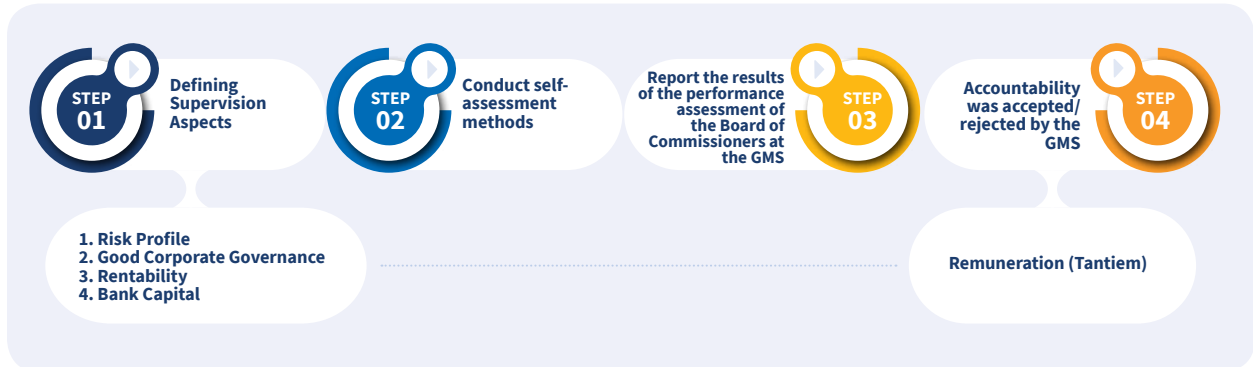 STEP
01
Defining
Supervision
Aspects
STEP
02
Conduct self-
assessment
methods
Report the results
of the performance
assessment of
the Board of
Commissioners at
the GMS
STEP
03
Accountability
was accepted/
rejected by the
GMS
STEP
04
1. Risk Profile
2. Good Corporate Governance
3. Rentability
4. Bank Capital
Remuneration (Tantiem)